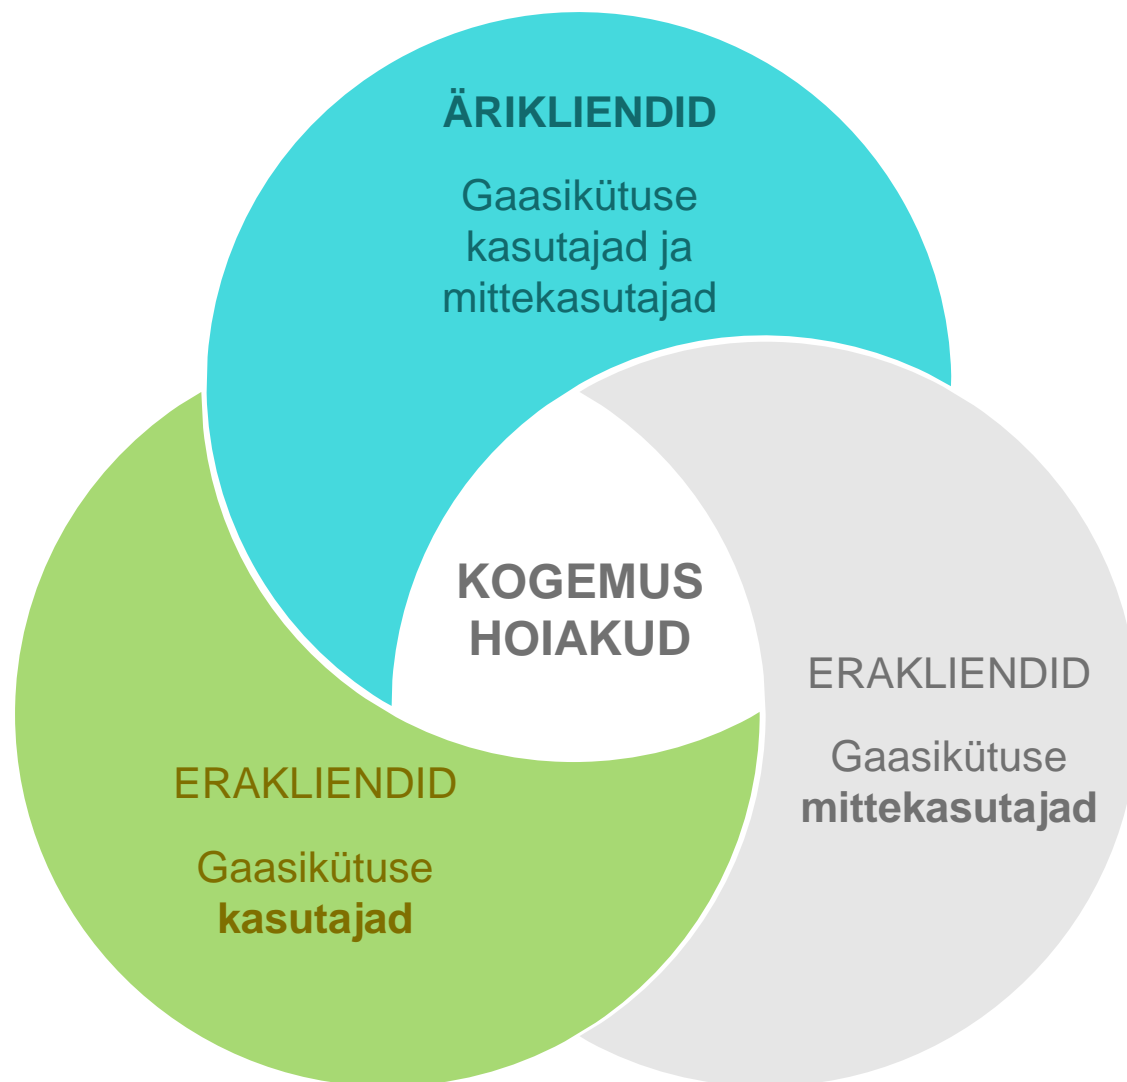 ÄRIKLIENDID
Gaasikütuse
kasutajad ja
mittekasutajad
KOGEMUS
HOIAKUD
ERAKLIENDID
Gaasikütuse
mittekasutajad
ERAKLIENDID
Gaasikütuse
kasutajad